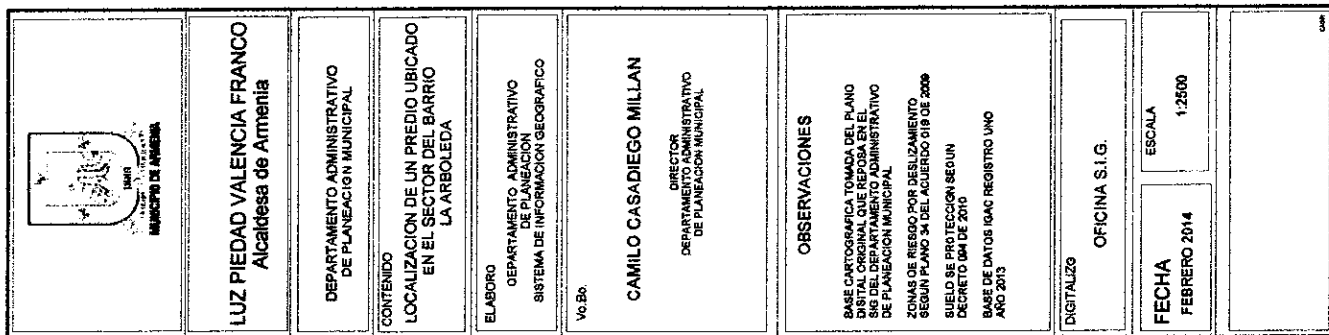 MUNICIPIO DE ARMENIA
LUZ PIEDAD VALENCIA FRANCO
Alcaldesa de Armenia
DEPARTAMENTO ADMINISTRATIVO
DE PLANEACION MUNICIPAL
CONTENIDO
LOCALIZACION DE UN PREDIO UBICADO
EN EL SECTOR DEL BARRIO
LA ARBOLEDA
ELABORO
DEPARTAMENTO ADMINISTRATIVO
DE PLANEACION
SISTEMA DE INFORMACION GEOGRAFICO
Vo.Bo.
CAMILO CASADIEGO MILLAN
DIRECTOR
DEPARTAMENTO ADMINISTRATIVO
DE PLANEACION MUNICIPAL
OBSERVACIONES
BASE CARTOGRAFICA TOMADA DEL PLANO
DISITAL ORIGINAL QUE REPOSA EN EL
SIG DEL DEPARTAMENTO ADMINISTRATIVO
DE PLANEACION MUNICIPAL
ZONAS DE RIESGO POR DESLIZAMIENTO
SEGUN PLANO 34 DEL ACUERDO 019 DE 2009
SUELO SE PROTECCION SEGUN
DECRETO 094 DE 2010
BASE DE DATOS IGAC REGISTRO UNO
AÑO 2013
DIGITALIZO
OFICINA S.I.G.
FECHA
FEBRERO 2014
ESCALA
1:2500